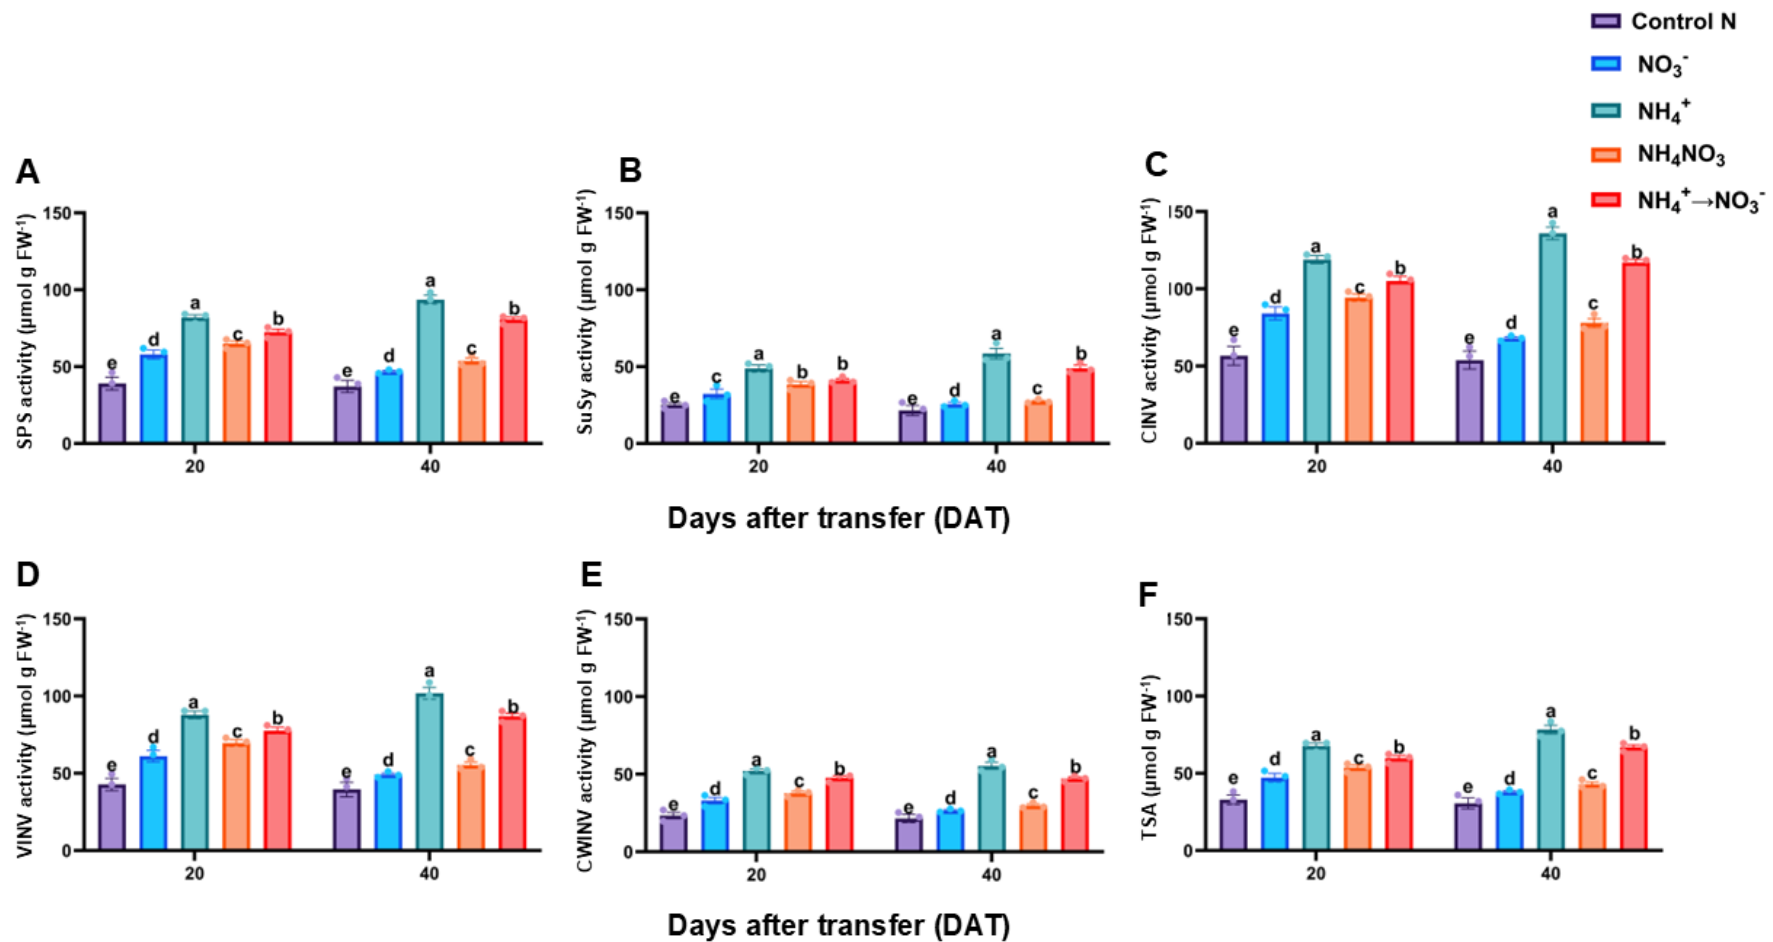 Control N
NO₃⁻
NH₄⁺
NH₄NO₃
NH₄⁺→NO₃⁻
A
SPS activity (µmol g FW⁻¹)
150
100
50
0
e d a c b
e d a c b
20 40
B
SuSy activity (µmol g FW⁻¹)
150
100
50
0
e c a b b
e d a c b
20 40
C
CINV activity (µmol g FW⁻¹)
150
100
50
0
e d a c b
e d a c b
20 40
Days after transfer (DAT)
D
VINV activity (µmol g FW⁻¹)
150
100
50
0
e d a c b
e d a c b
20 40
E
CWINV activity (µmol g FW⁻¹)
150
100
50
0
e d a c b
e d a c b
20 40
F
TSA (µmol g FW⁻¹)
150
100
50
0
e d a c b
e d a c b
20 40
Days after transfer (DAT)